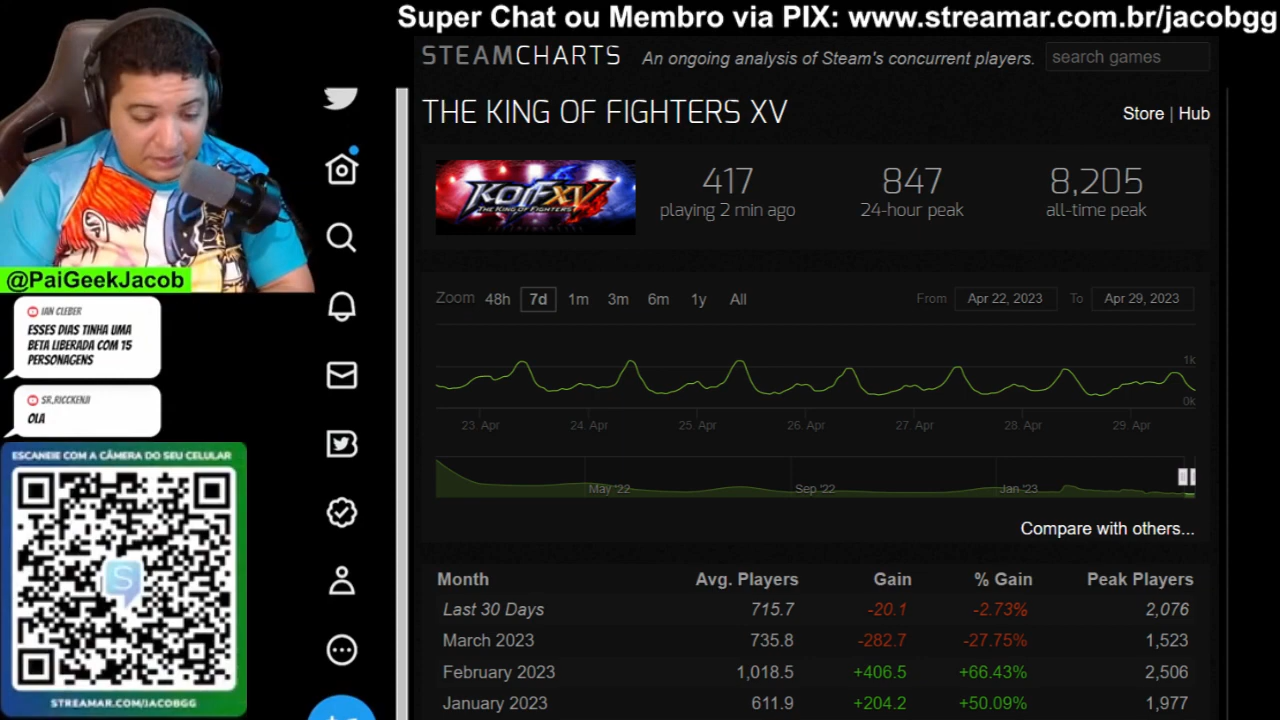 Super Chat ou Membro via PIX: www.streamar.com.br/jacobgg
STEAMCHARTS
An ongoing analysis of Steam's concurrent players.
search games
THE KING OF FIGHTERS XV
Store | Hub
KOF XV
THE KING OF FIGHTERS
417
playing 2 min ago
847
24-hour peak
8,205
all-time peak
@PaiGeekJacob
IAN CLEBER
ESSES DIAS TINHA UMA
BETA LIBERADA COM 15
PERSONAGENS
SR.RICCKENJI
OLA
ESCANEIE COM A CÂMERA DO SEU CELULAR
S
STREAMAR.COM/JACOBGG
Zoom 48h 7d 1m 3m 6m 1y All
From Apr 22, 2023 To Apr 29, 2023
1k
0k
23. Apr 24. Apr 25. Apr 26. Apr 27. Apr 28. Apr 29. Apr
May '22 Sep '22 Jan '23
Compare with others...
Month Avg. Players Gain % Gain Peak Players
Last 30 Days 715.7 -20.1 -2.73% 2,076
March 2023 735.8 -282.7 -27.75% 1,523
February 2023 1,018.5 +406.5 +66.43% 2,506
January 2023 611.9 +204.2 +50.09% 1,977